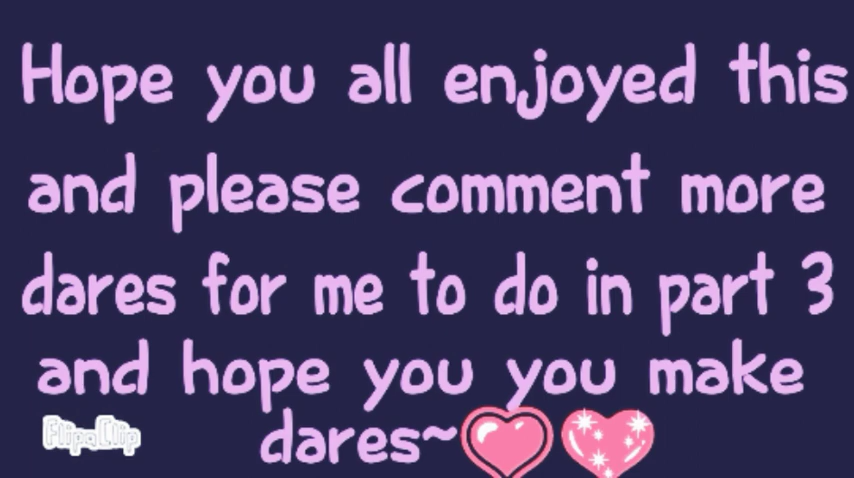 Hope you all enjoyed this
and please comment more
dares for me to do in part 3
and hope you you make
dares~
FlipaClip